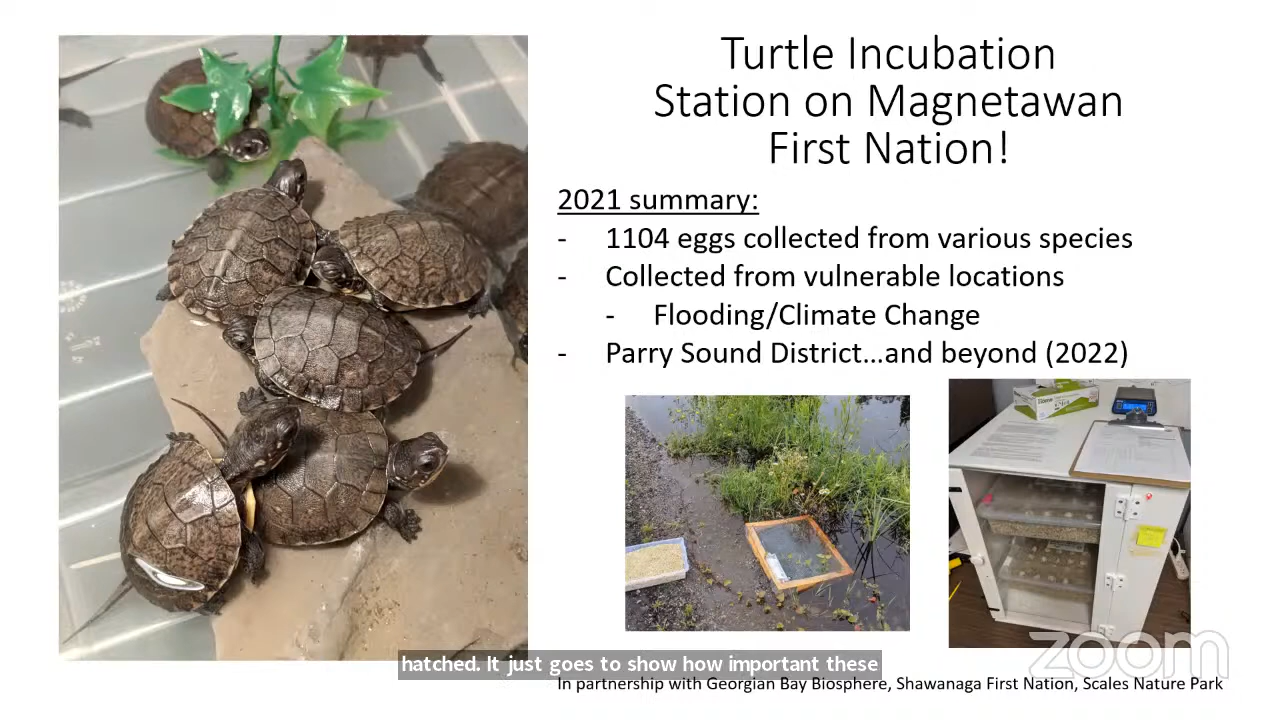 Turtle Incubation
Station on Magnetawan
First Nation!
2021 summary:
- 1104 eggs collected from various species
- Collected from vulnerable locations
- Flooding/Climate Change
- Parry Sound District...and beyond (2022)
zoom
hatched. It just goes to show how important these
In partnership with Georgian Bay Biosphere, Shawanaga First Nation, Scales Nature Park